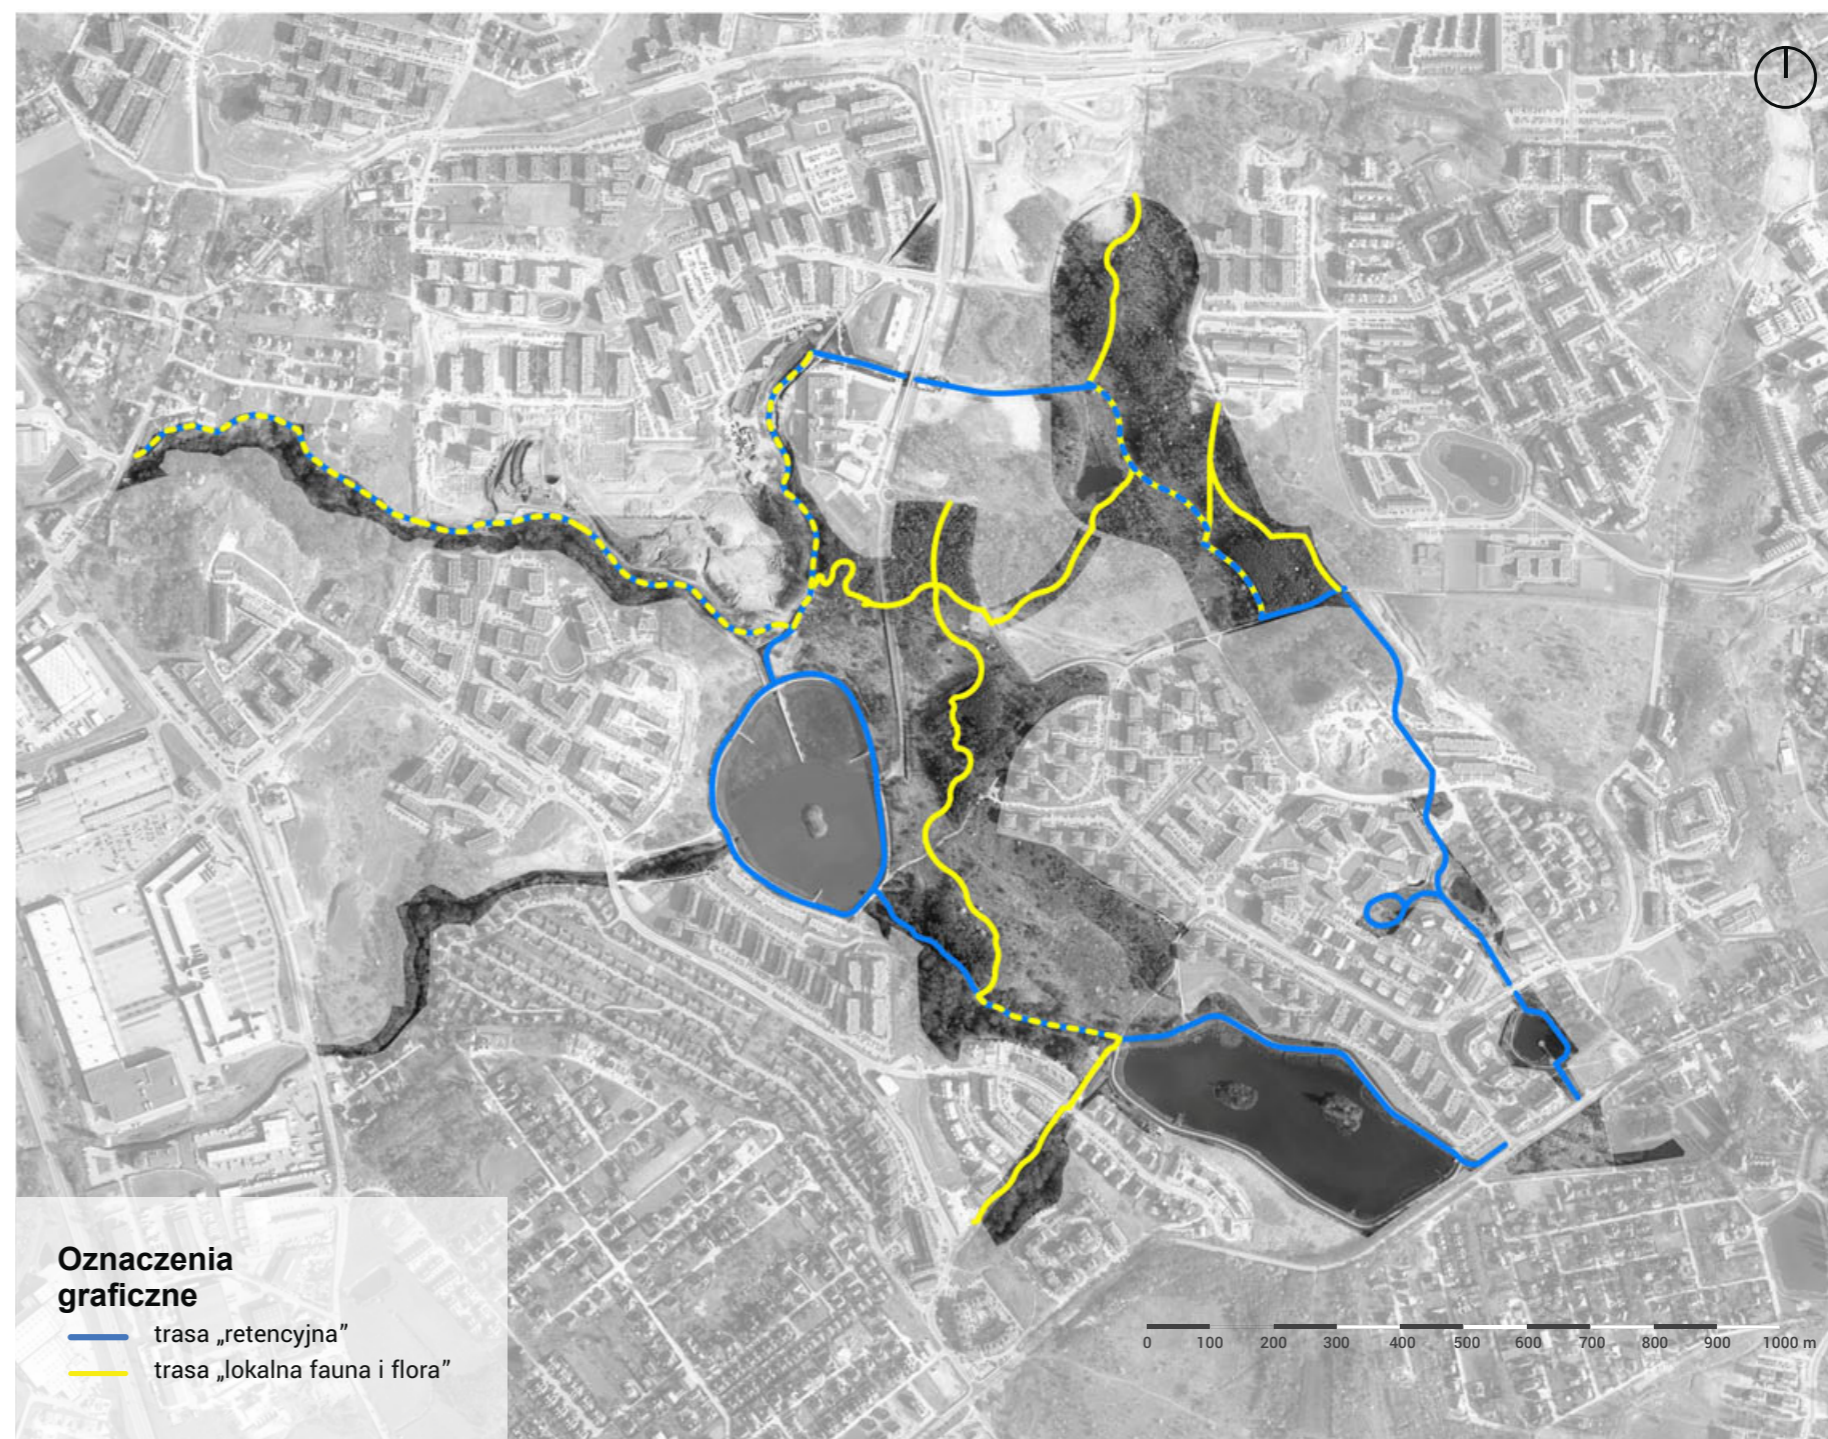 Oznaczenia
graficzne
trasa „retencyjna”
trasa „lokalna fauna i flora”
0 100 200 300 400 500 600 700 800 900 1000 m